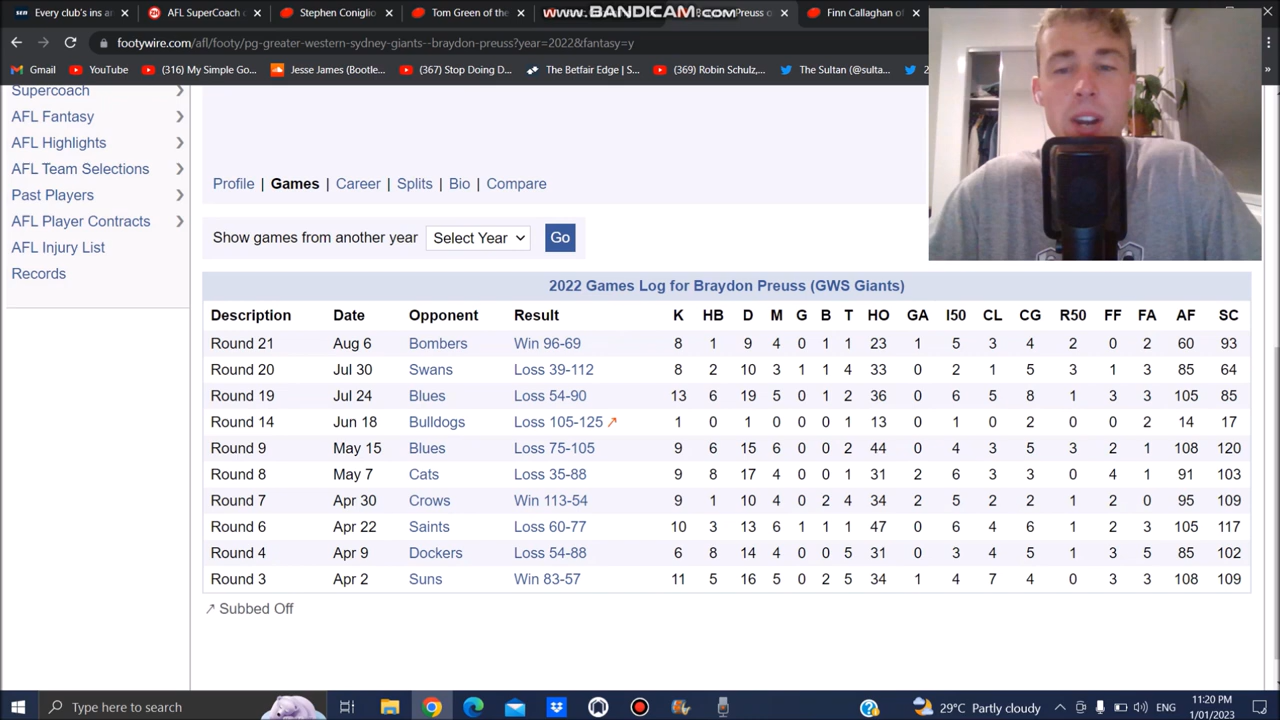 Every club's ins an
AFL SuperCoach
Stephen Coniglio
Tom Green of the
www.BANDICAM.com
Preuss o
Finn Callaghan of
footywire.com/afl/footy/pg-greater-western-sydney-giants--braydon-preuss?year=2022&fantasy=y
Gmail YouTube (316) My Simple Go... Jesse James (Bootle... (367) Stop Doing D... The Betfair Edge | S... (369) Robin Schulz,... The Sultan (@sulta... 2
Supercoach
AFL Fantasy
AFL Highlights
AFL Team Selections
Past Players
AFL Player Contracts
AFL Injury List
Records
Profile | Games | Career | Splits | Bio | Compare
Show games from another year Select Year Go
2022 Games Log for Braydon Preuss (GWS Giants)
Description Date Opponent Result K HB D M G B T HO GA I50 CL CG R50 FF FA AF SC
Round 21 Aug 6 Bombers Win 96-69 8 1 9 4 0 1 1 23 1 5 3 4 2 0 2 60 93
Round 20 Jul 30 Swans Loss 39-112 8 2 10 3 1 1 4 33 0 2 1 5 3 1 3 85 64
Round 19 Jul 24 Blues Loss 54-90 13 6 19 5 0 1 2 36 0 6 5 8 1 3 3 105 85
Round 14 Jun 18 Bulldogs Loss 105-125 ↗ 1 0 1 0 0 0 1 13 0 1 0 2 0 0 2 14 17
Round 9 May 15 Blues Loss 75-105 9 6 15 6 0 0 2 44 0 4 3 5 3 2 1 108 120
Round 8 May 7 Cats Loss 35-88 9 8 17 4 0 0 1 31 2 6 3 3 0 4 1 91 103
Round 7 Apr 30 Crows Win 113-54 9 1 10 4 0 2 4 34 2 5 2 2 1 2 0 95 109
Round 6 Apr 22 Saints Loss 60-77 10 3 13 6 1 1 1 47 0 6 4 6 1 2 3 105 117
Round 4 Apr 9 Dockers Loss 54-88 6 8 14 4 0 0 5 31 0 3 4 5 1 3 5 85 102
Round 3 Apr 2 Suns Win 83-57 11 5 16 5 0 2 5 34 1 4 7 4 0 3 3 108 109
↗ Subbed Off
Type here to search
29°C Partly cloudy
ENG
11:20 PM
1/01/2023